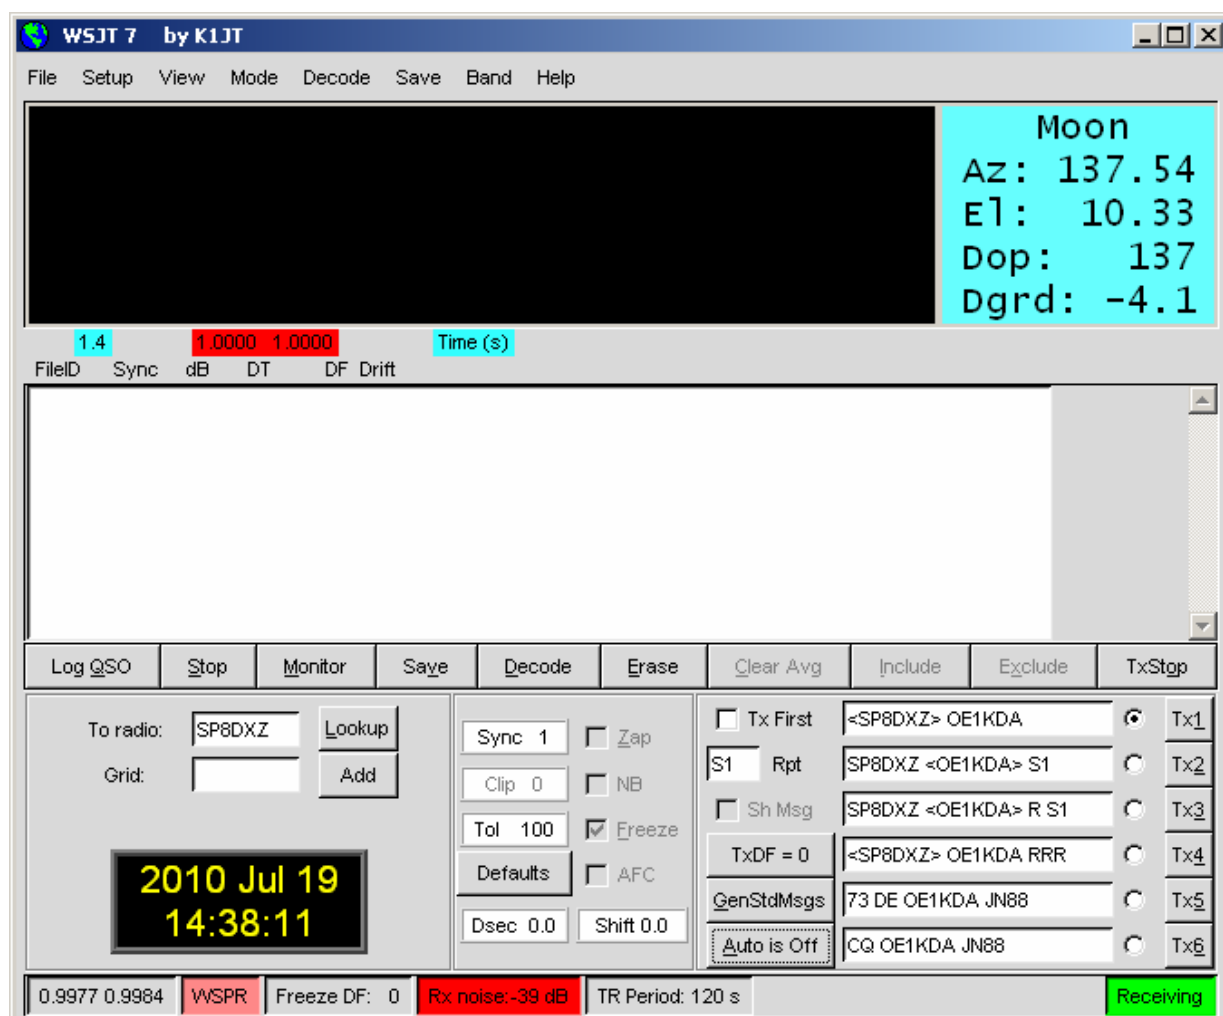 WSJT 7 by K1JT
File Setup View Mode Decode Save Band Help
Moon
Az: 137.54
El: 10.33
Dop: 137
Dgrd: -4.1
1.4 1.0000 1.0000 Time (s)
FileID Sync dB DT DF Drift
Log QSO Stop Monitor Save Decode Erase Clear Avg Include Exclude TxStop
To radio: SP8DXZ Lookup
Grid: Add
2010 Jul 19
14:38:11
Sync 1 Zap
Clip 0 NB
Tol 100 Freeze
Defaults AFC
Dsec 0.0 Shift 0.0
Tx First <SP8DXZ> OE1KDA Tx1
S1 Rpt SP8DXZ <OE1KDA> S1 Tx2
Sh Msg SP8DXZ <OE1KDA> R S1 Tx3
TxDF = 0 <SP8DXZ> OE1KDA RRR Tx4
GenStdMsgs 73 DE OE1KDA JN88 Tx5
Auto is Off CQ OE1KDA JN88 Tx6
0.9977 0.9984 WSPR Freeze DF: 0 Rx noise:-39 dB TR Period: 120 s Receiving